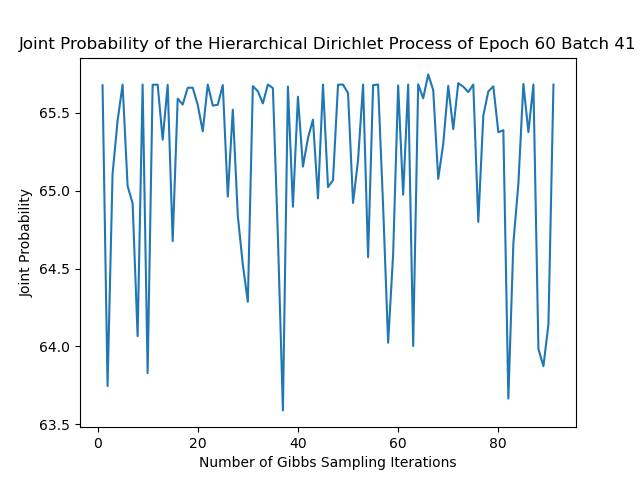 Joint Probability of the Hierarchical Dirichlet Process of Epoch 60 Batch 41
65.5
65.0
64.5
64.0
63.5
Joint Probability
0 20 40 60 80
Number of Gibbs Sampling Iterations